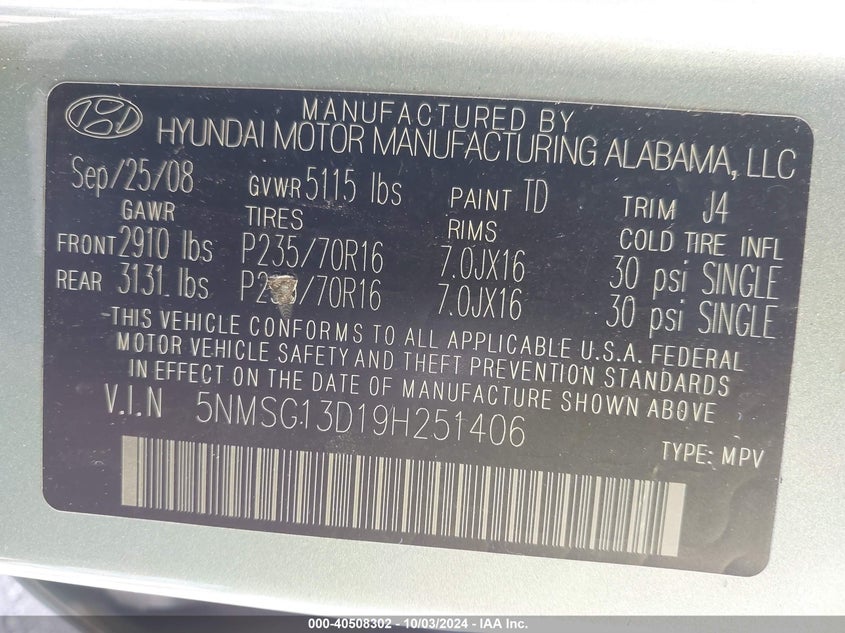 MANUFACTURED BY
HYUNDAI MOTOR MANUFACTURING ALABAMA, LLC
Sep/25/08 GVWR 5115 lbs PAINT TD TRIM J4
GAWR TIRES RIMS COLD TIRE INFL
FRONT 2910 lbs P235/70R16 7.0JX16 30 psi SINGLE
REAR 3131 lbs 7.0JX16 30 psi SINGLE
THIS VEHICLE CONFORMS TO ALL APPLICABLE U.S.A. FEDERAL
MOTOR VEHICLE SAFETY AND THEFT PREVENTION STANDARDS
IN EFFECT ON THE DATE OF MANUFACTURE SHOWN ABOVE
V.I.N 5NMSG13D19H251406
TYPE: MPV
000-40508302 - 10/03/2024 - IAA Inc.